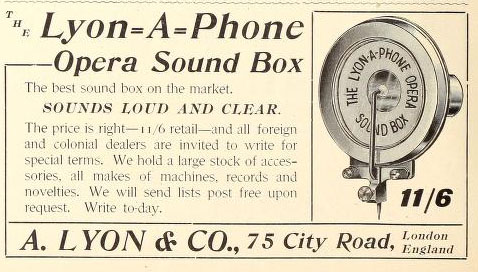 THE Lyon=A=Phone
Opera Sound Box
The best sound box on the market.
SOUNDS LOUD AND CLEAR.
The price is right—11/6 retail—and all foreign
and colonial dealers are invited to write for
special terms. We hold a large stock of acces-
sories, all makes of machines, records and
novelties. We will send lists post free upon
request. Write to-day.
THE LYON-A-PHONE OPERA
SOUND BOX
11/6
A. LYON & CO., 75 City Road, London
England